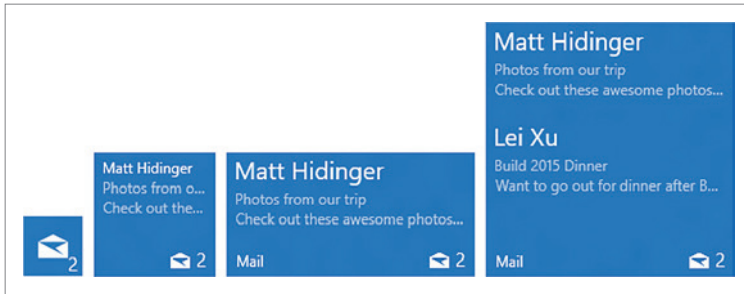 2
Matt Hidinger
Photos from o...
Check out the...
2
Matt Hidinger
Photos from our trip
Check out these awesome photos...
Mail 2
Matt Hidinger
Photos from our trip
Check out these awesome photos...
Lei Xu
Build 2015 Dinner
Want to go out for dinner after B...
Mail 2